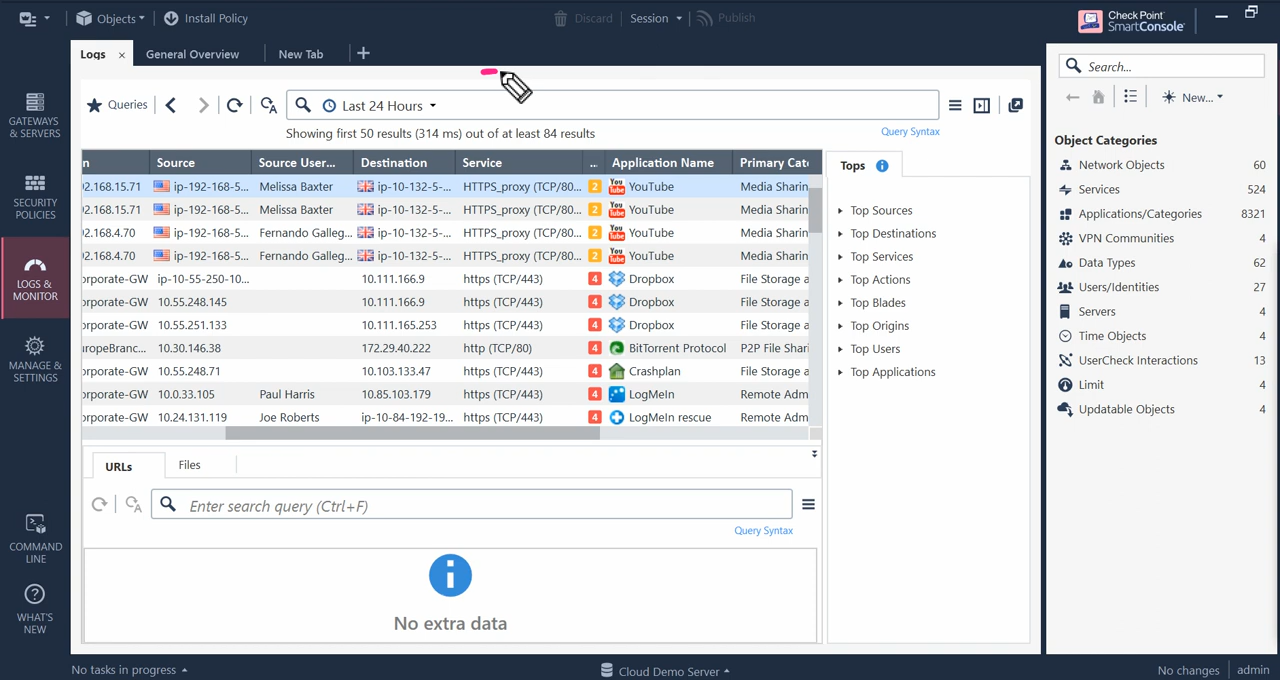 Objects
Install Policy
Discard
Session
Publish
Check Point
SmartConsole
Logs
General Overview
New Tab
GATEWAYS
& SERVERS
SECURITY
POLICIES
LOGS &
MONITOR
MANAGE &
SETTINGS
COMMAND
LINE
WHAT'S
NEW
Queries
Last 24 Hours
Showing first 50 results (314 ms) out of at least 84 results
Query Syntax
n Source Source User... Destination Service ... Application Name Primary Cate
92.168.15.71 ip-192-168-5... Melissa Baxter ip-10-132-5-... HTTPS_proxy (TCP/80... 2 YouTube Media Sharin
92.168.15.71 ip-192-168-5... Melissa Baxter ip-10-132-5-... HTTPS_proxy (TCP/80... 2 YouTube Media Sharin
92.168.4.70 ip-192-168-5... Fernando Galleg... ip-10-132-5-... HTTPS_proxy (TCP/80... 2 YouTube Media Sharin
92.168.4.70 ip-192-168-5... Fernando Galleg... ip-10-132-5-... HTTPS_proxy (TCP/80... 2 YouTube Media Sharin
orporate-GW ip-10-55-250-10... 10.111.166.9 https (TCP/443) 4 Dropbox File Storage a
orporate-GW 10.55.248.145 10.111.166.9 https (TCP/443) 4 Dropbox File Storage a
orporate-GW 10.55.251.133 10.111.165.253 https (TCP/443) 4 Dropbox File Storage a
uropeBranc... 10.30.146.38 172.29.40.222 http (TCP/80) 4 BitTorrent Protocol P2P File Shari
orporate-GW 10.55.248.71 10.103.133.47 https (TCP/443) 4 Crashplan File Storage a
orporate-GW 10.0.33.105 Paul Harris 10.85.103.179 https (TCP/443) 4 LogMeIn Remote Adm
orporate-GW 10.24.131.119 Joe Roberts ip-10-84-192-19... https (TCP/443) 4 LogMeIn rescue Remote Adm
Tops
Top Sources
Top Destinations
Top Services
Top Actions
Top Blades
Top Origins
Top Users
Top Applications
URLs
Files
Enter search query (Ctrl+F)
Query Syntax
No extra data
Search...
New...
Object Categories
Network Objects 60
Services 524
Applications/Categories 8321
VPN Communities 4
Data Types 62
Users/Identities 27
Servers 4
Time Objects 4
UserCheck Interactions 13
Limit 4
Updatable Objects 4
No tasks in progress
Cloud Demo Server
No changes
admin